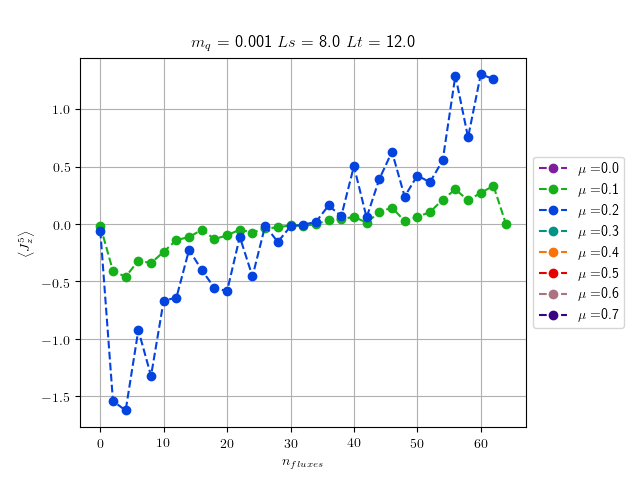 m_q = 0.001 Ls = 8.0 Lt = 12.0
⟨J_z^5⟩
1.0
0.5
0.0
−0.5
−1.0
−1.5
0 10 20 30 40 50 60
n_fluxes
μ =0.0
μ =0.1
μ =0.2
μ =0.3
μ =0.4
μ =0.5
μ =0.6
μ =0.7